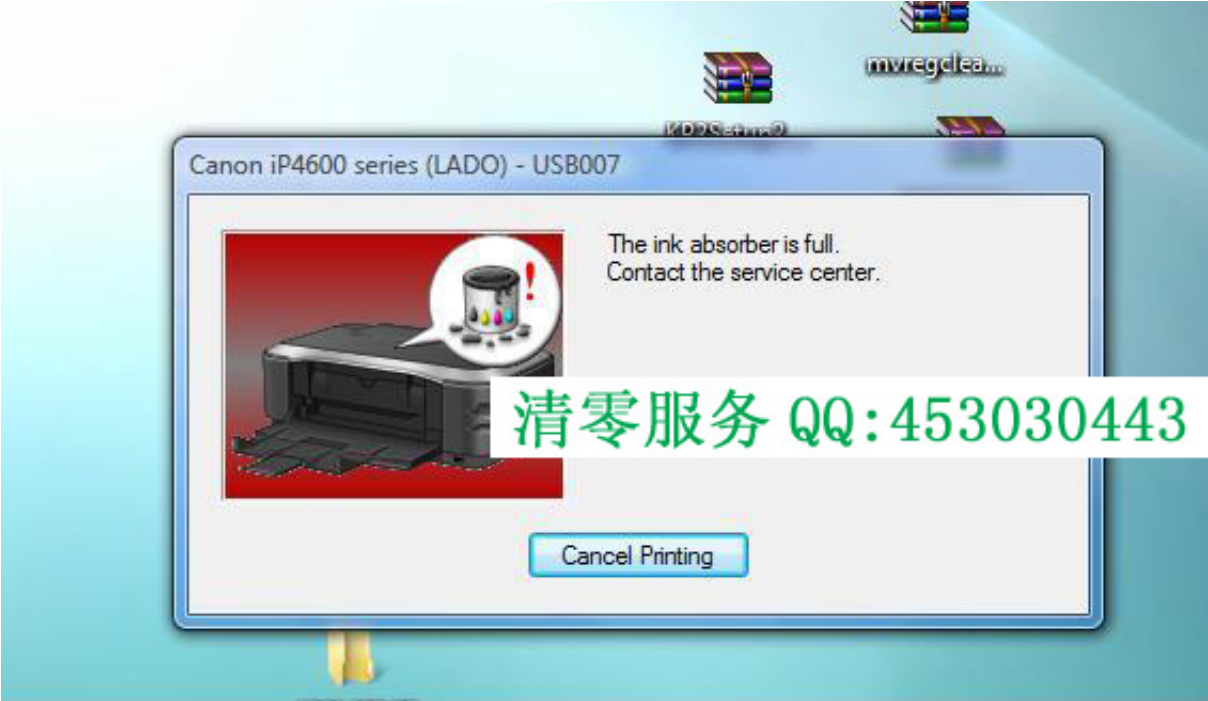 mvregclea...
KR2Setup2
Canon iP4600 series (LADO) - USB007
The ink absorber is full.
Contact the service center.
清零服务 QQ:453030443
Cancel Printing